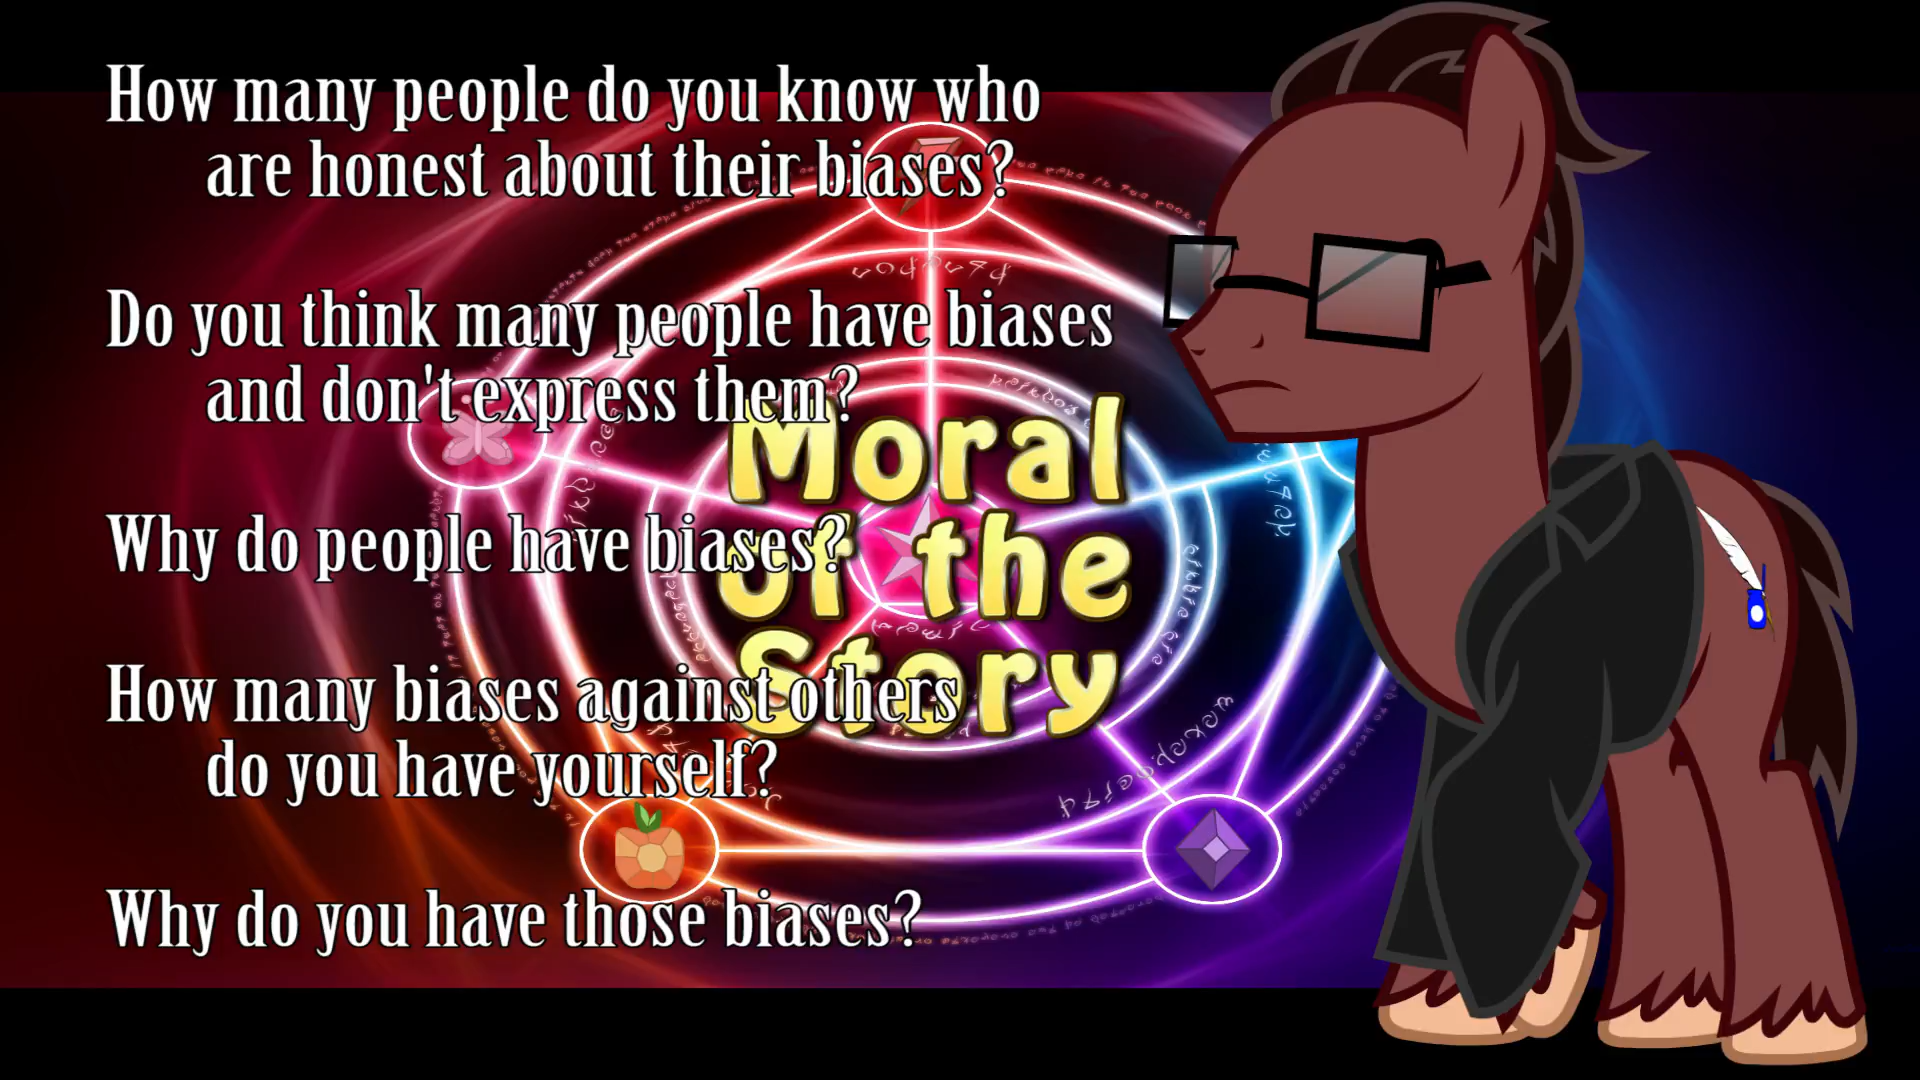 How many people do you know who
are honest about their biases?
Do you think many people have biases
and don't express them?
Why do people have biases?
How many biases against others
do you have yourself?
Why do you have those biases?
Moral
of the
Story